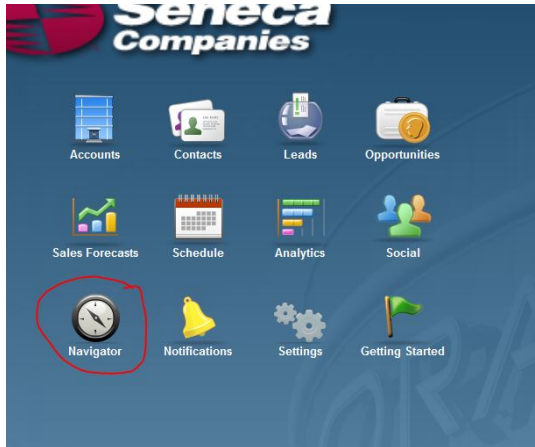 Seneca
Companies
Accounts
Contacts
Leads
Opportunities
Sales Forecasts
Schedule
Analytics
Social
Navigator
Notifications
Settings
Getting Started